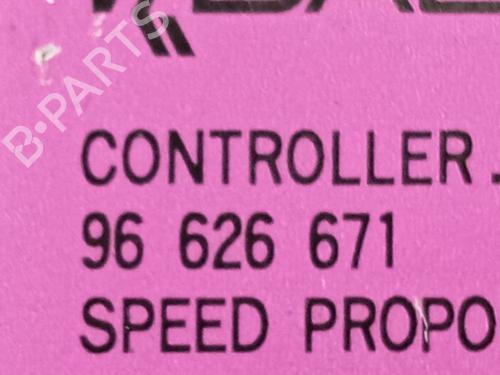 B-PARTS
CONTROLLER.
96 626 671
SPEED PROPO